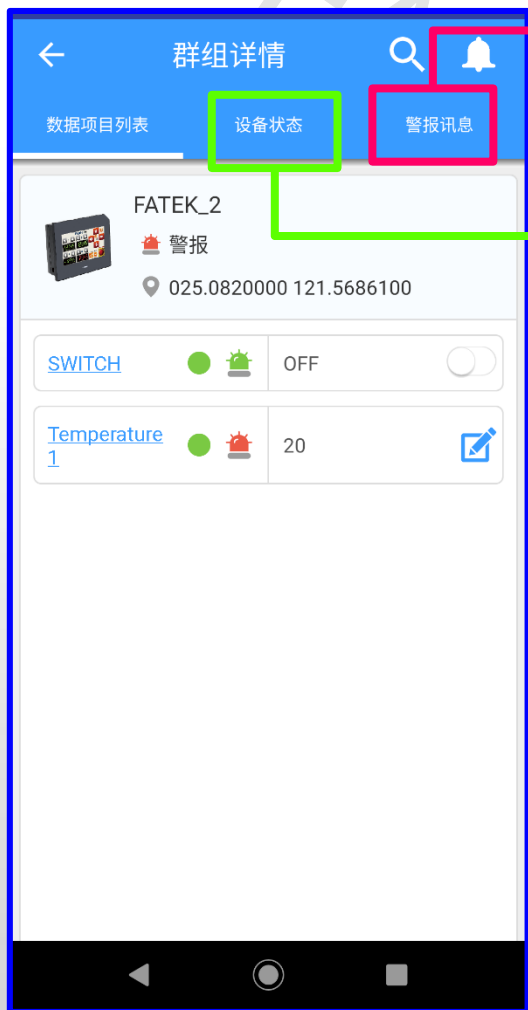 群组详情
数据项目列表 设备状态 警报讯息
FATEK_2
警报
025.0820000 121.5686100
SWITCH OFF
Temperature 20
1